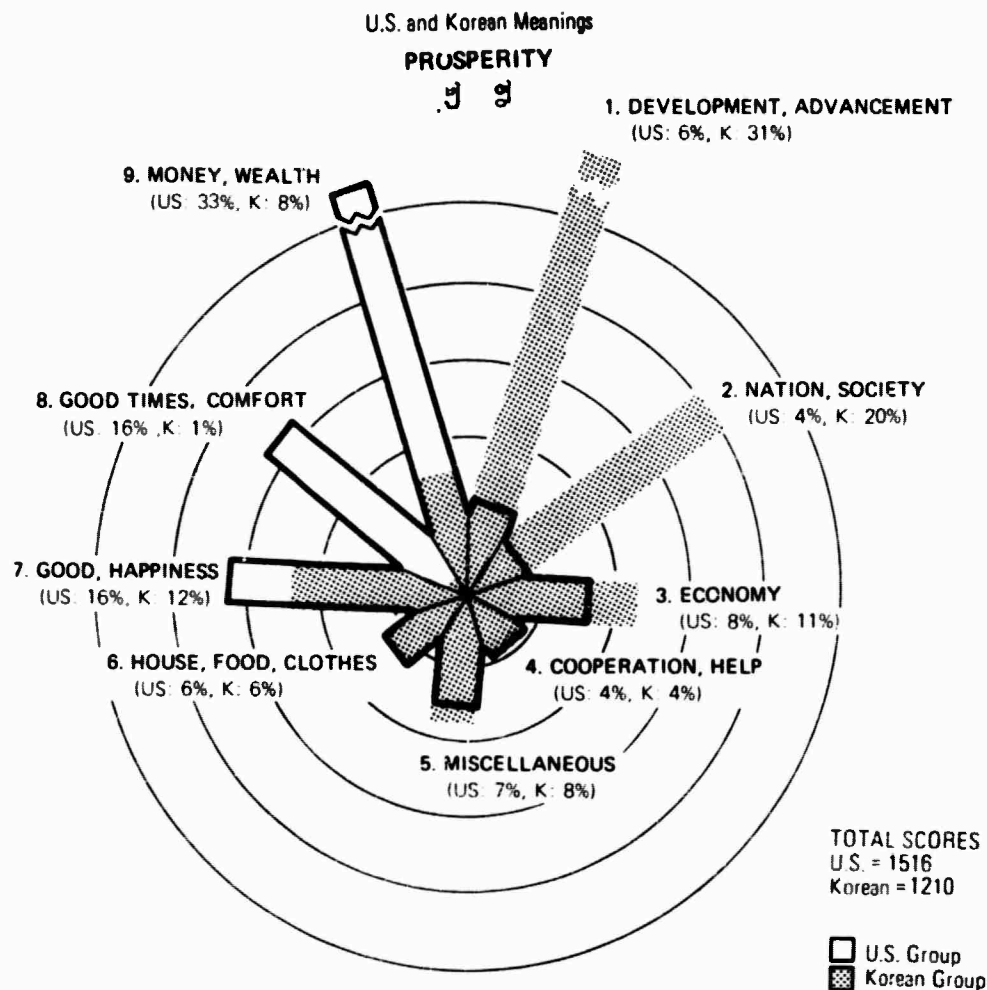 U.S. and Korean Meanings
PROSPERITY
1. DEVELOPMENT, ADVANCEMENT
(US: 6%, K: 31%)
9. MONEY, WEALTH
(US: 33%, K: 8%)
2. NATION, SOCIETY
(US: 4%, K: 20%)
8. GOOD TIMES, COMFORT
(US: 16%, K: 1%)
7. GOOD, HAPPINESS
(US: 16%, K: 12%)
3. ECONOMY
(US: 8%, K: 11%)
6. HOUSE, FOOD, CLOTHES
(US: 6%, K: 6%)
4. COOPERATION, HELP
(US: 4%, K: 4%)
5. MISCELLANEOUS
(US: 7%, K: 8%)
TOTAL SCORES
U.S. = 1516
Korean = 1210
U.S. Group
Korean Group